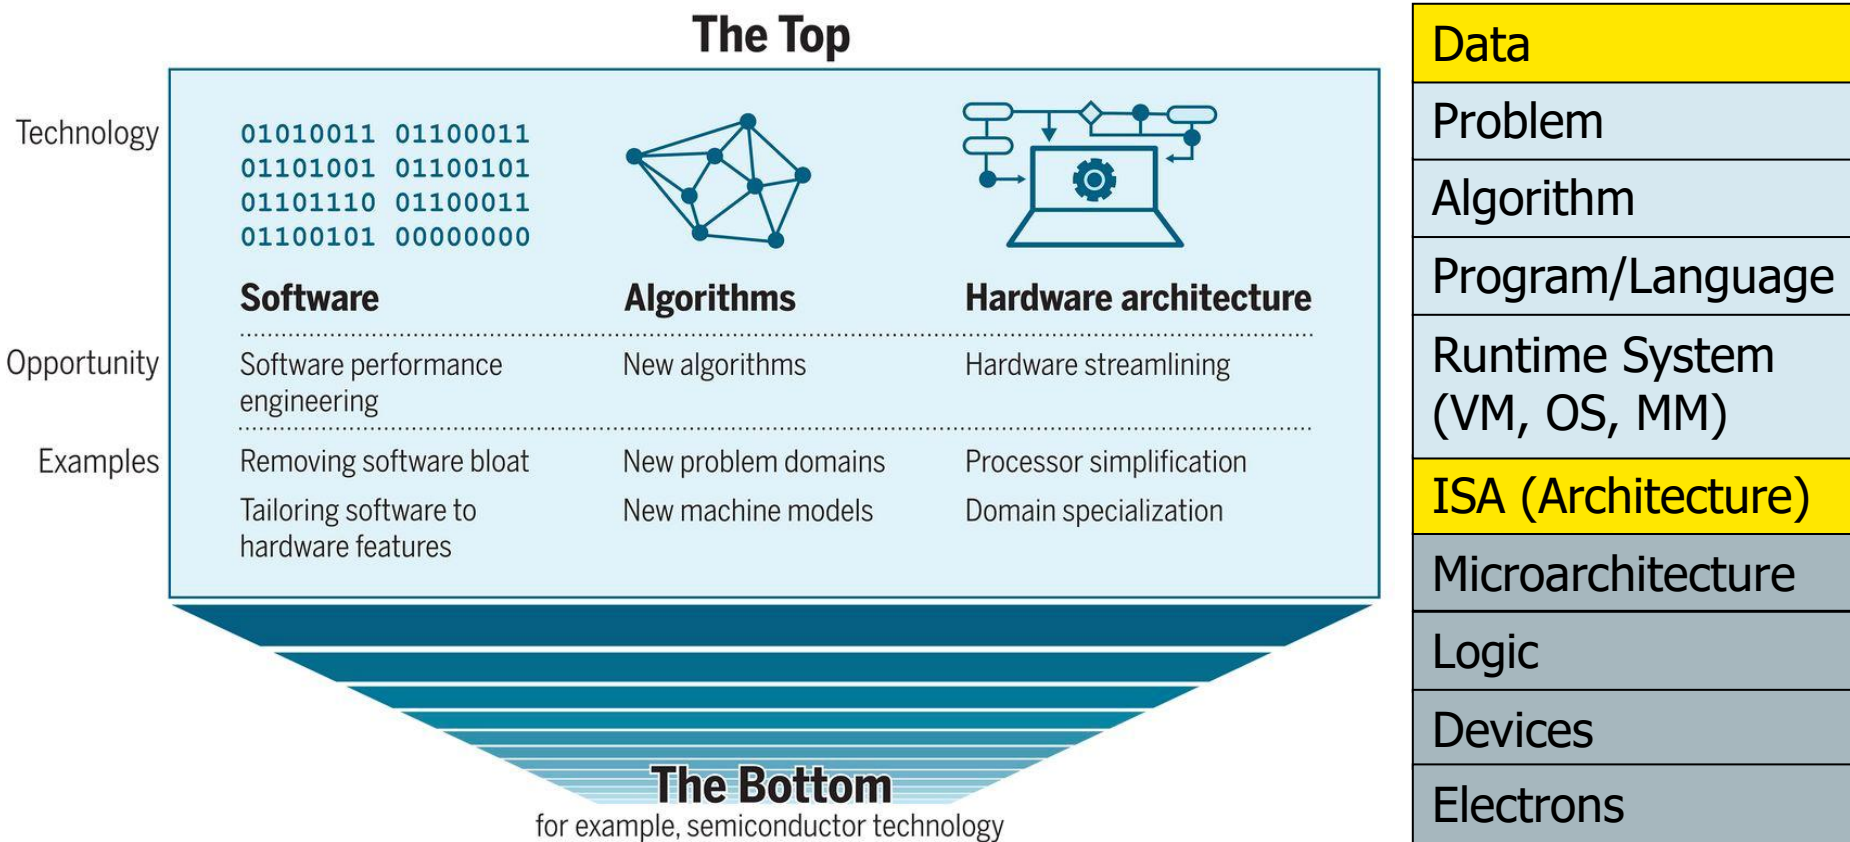 The Top
Technology
01010011 01100011
01101001 01100101
01101110 01100011
01100101 00000000
Software
Algorithms
Hardware architecture
Opportunity
Software performance
engineering
New algorithms
Hardware streamlining
Examples
Removing software bloat
New problem domains
Processor simplification
Tailoring software to
hardware features
New machine models
Domain specialization
The Bottom
for example, semiconductor technology
Data
Problem
Algorithm
Program/Language
Runtime System
(VM, OS, MM)
ISA (Architecture)
Microarchitecture
Logic
Devices
Electrons